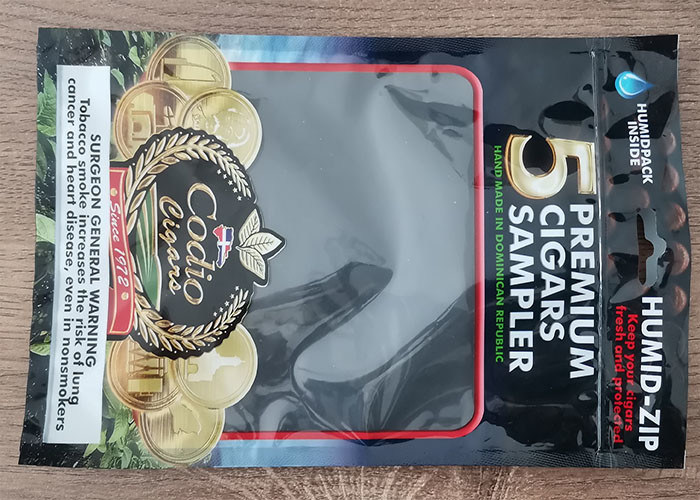 HUMIDPACK
INSIDE
HUMID-ZIP
Keep your cigars
fresh and protected
5 PREMIUM
CIGARS
SAMPLER
HAND MADE IN DOMINICAN REPUBLIC
Codio
Cigars
Since 1972
SURGEON GENERAL WARNING
Tobacco smoke increases the risk of lung
cancer and heart disease, even in nonsmokers